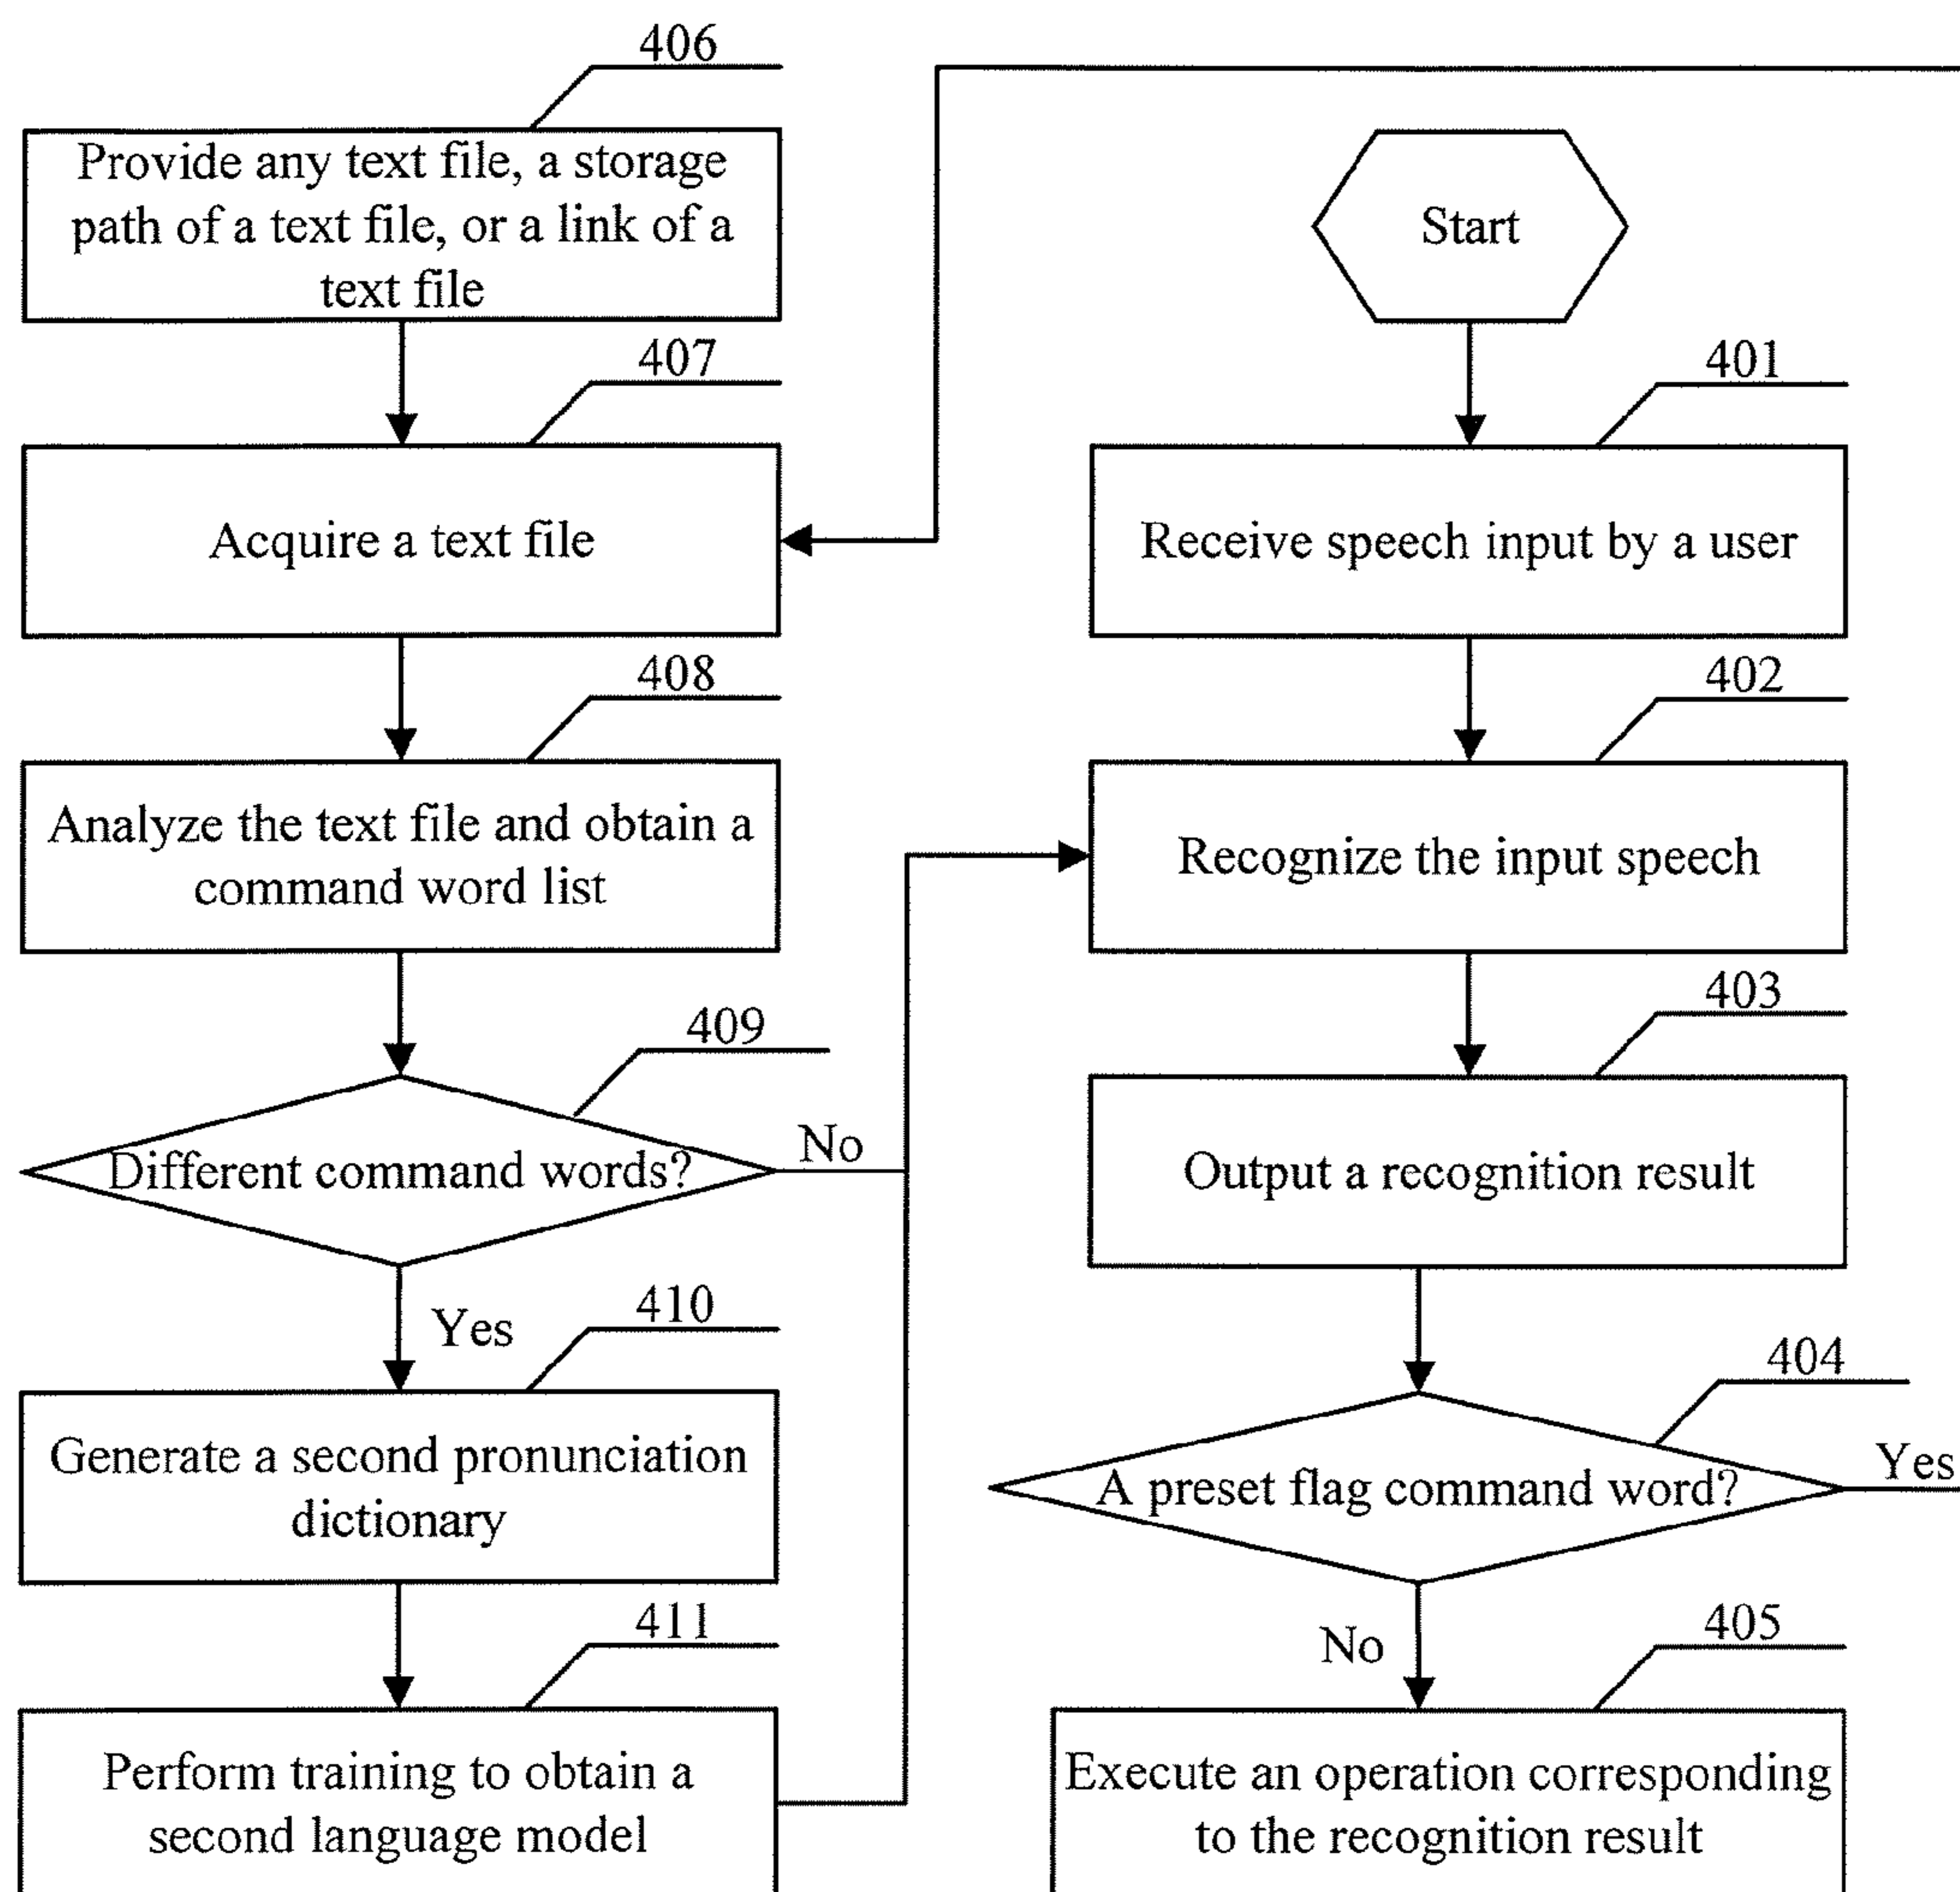 406
Provide any text file, a storage
path of a text file, or a link of a
text file
407
Acquire a text file
408
Analyze the text file and obtain a
command word list
409
Different command words?
No
Yes
410
Generate a second pronunciation
dictionary
411
Perform training to obtain a
second language model
Start
401
Receive speech input by a user
402
Recognize the input speech
403
Output a recognition result
404
A preset flag command word?
Yes
No
405
Execute an operation corresponding
to the recognition result